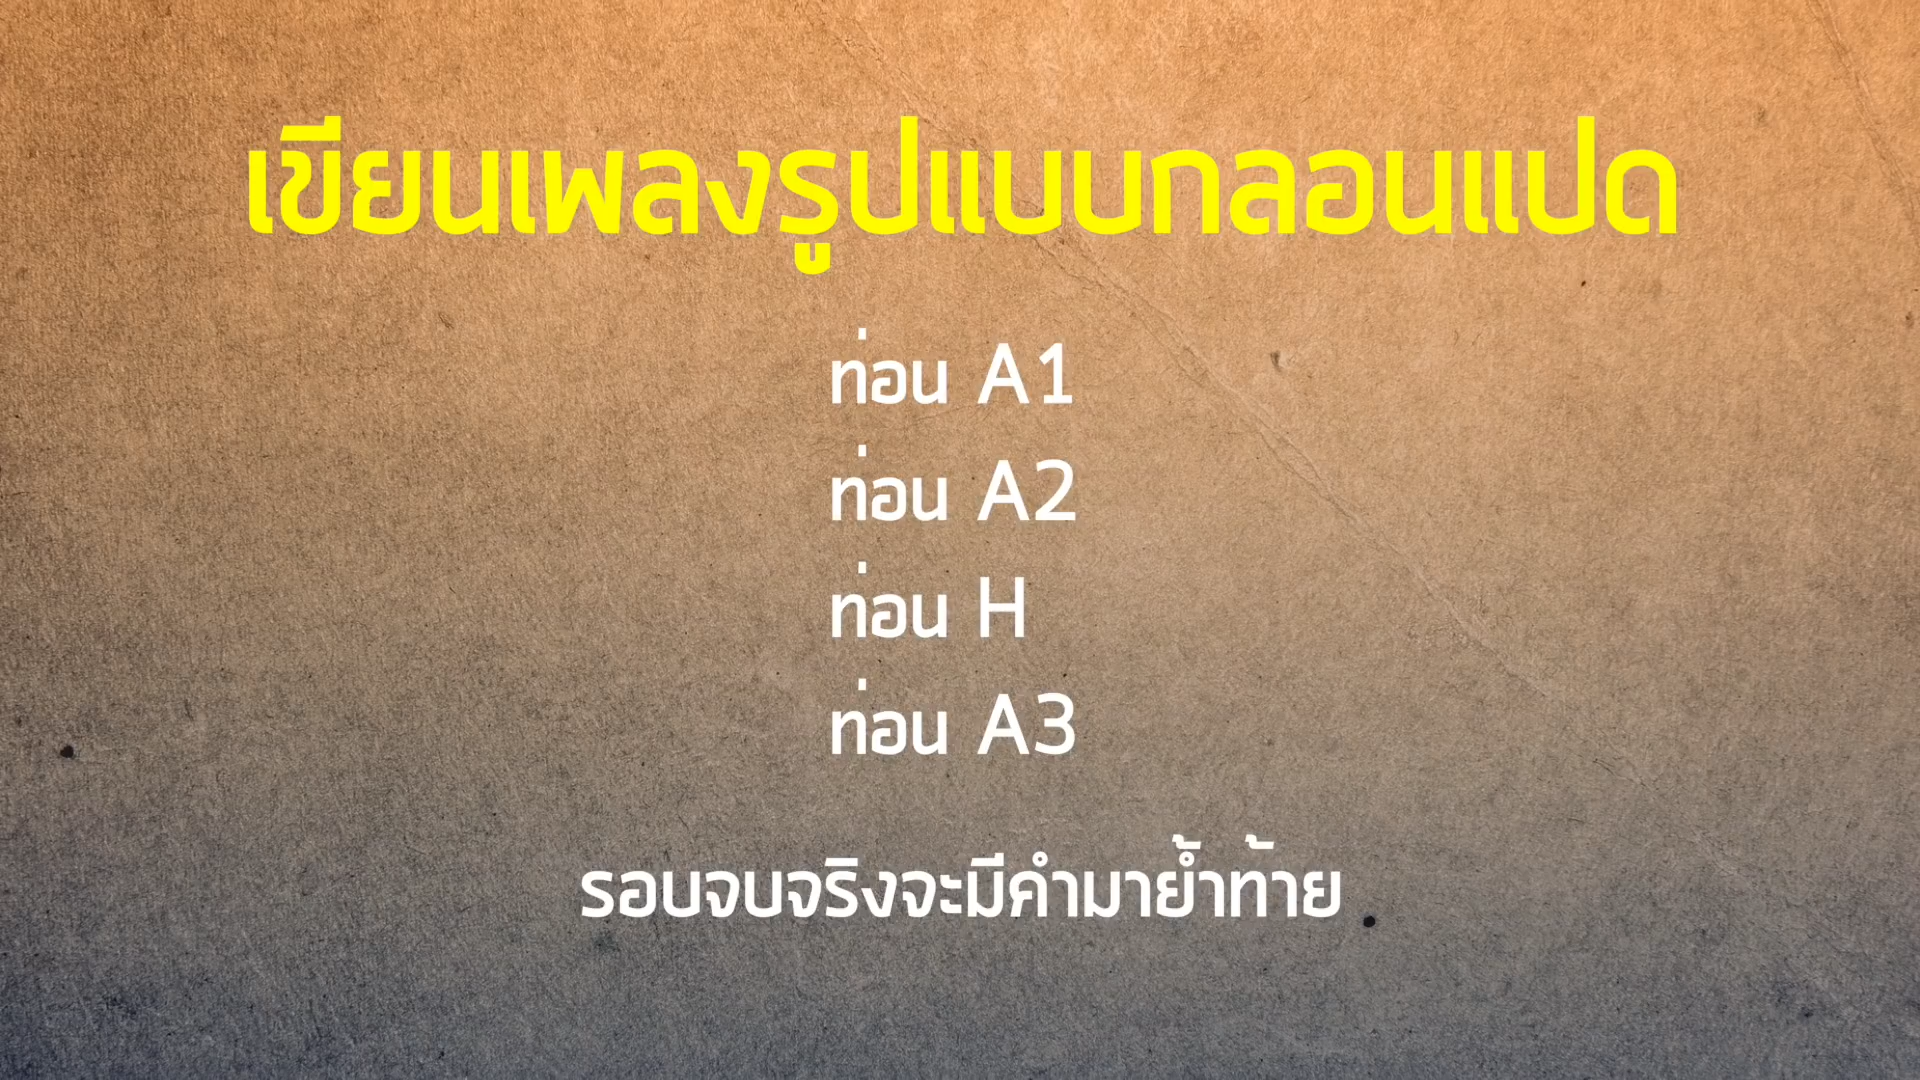 เขียนเพลงรูปแบบกลอนแปด
ท่อน A1
ท่อน A2
ท่อน H
ท่อน A3
รอบจบจริงจะมีคำมาย้ำท้าย